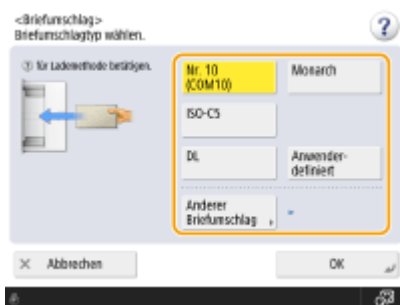 <Briefumschlag>
Briefumschlagtyp wählen.
?
? für Lademethode betätigen.
Nr. 10
(COM10)
Monarch
ISO-C5
DL
Anwender-
definiert
Anderer
Briefumschlag
Abbrechen
OK